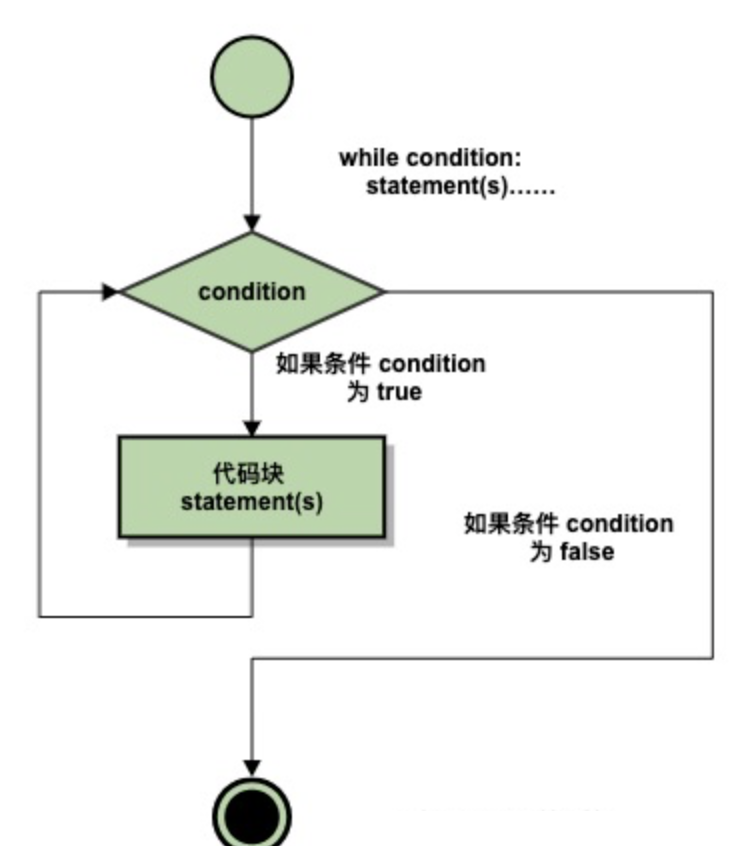 while condition:
statement(s)......
condition
如果条件 condition
为 true
代码块
statement(s)
如果条件 condition
为 false